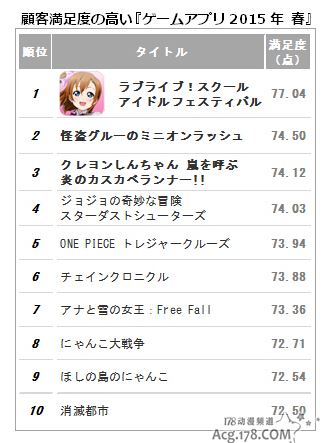 顧客満足度の高い『ゲームアプリ2015年 春』
順位
タイトル
満足度
(点)
1
ラブライブ！スクール
アイドルフェスティバル
77.04
2
怪盗グルーのミニオンラッシュ
74.50
3
クレヨンしんちゃん 嵐を呼ぶ
炎のカスカベランナー!!
74.12
4
ジョジョの奇妙な冒険
スターダストシューターズ
74.03
5
ONE PIECE トレジャークルーズ
73.94
6
チェインクロニクル
73.88
7
アナと雪の女王：Free Fall
73.36
8
にゃんこ大戦争
72.71
9
ほしの島のにゃんこ
72.54
10
消滅都市
72.50
178动漫频道
Acg.178.COM